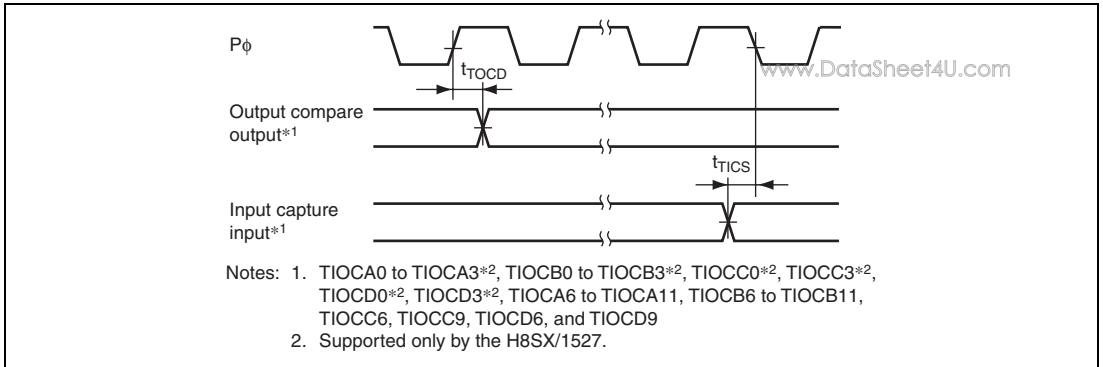 Pϕ
www.DataSheet4U.com
tTOCD
Output compare
output*1
tTICS
Input capture
input*1
Notes: 1. TIOCA0 to TIOCA3*2, TIOCB0 to TIOCB3*2, TIOCC0*2, TIOCC3*2,
TIOCD0*2, TIOCD3*2, TIOCA6 to TIOCA11, TIOCB6 to TIOCB11,
TIOCC6, TIOCC9, TIOCD6, and TIOCD9
2. Supported only by the H8SX/1527.